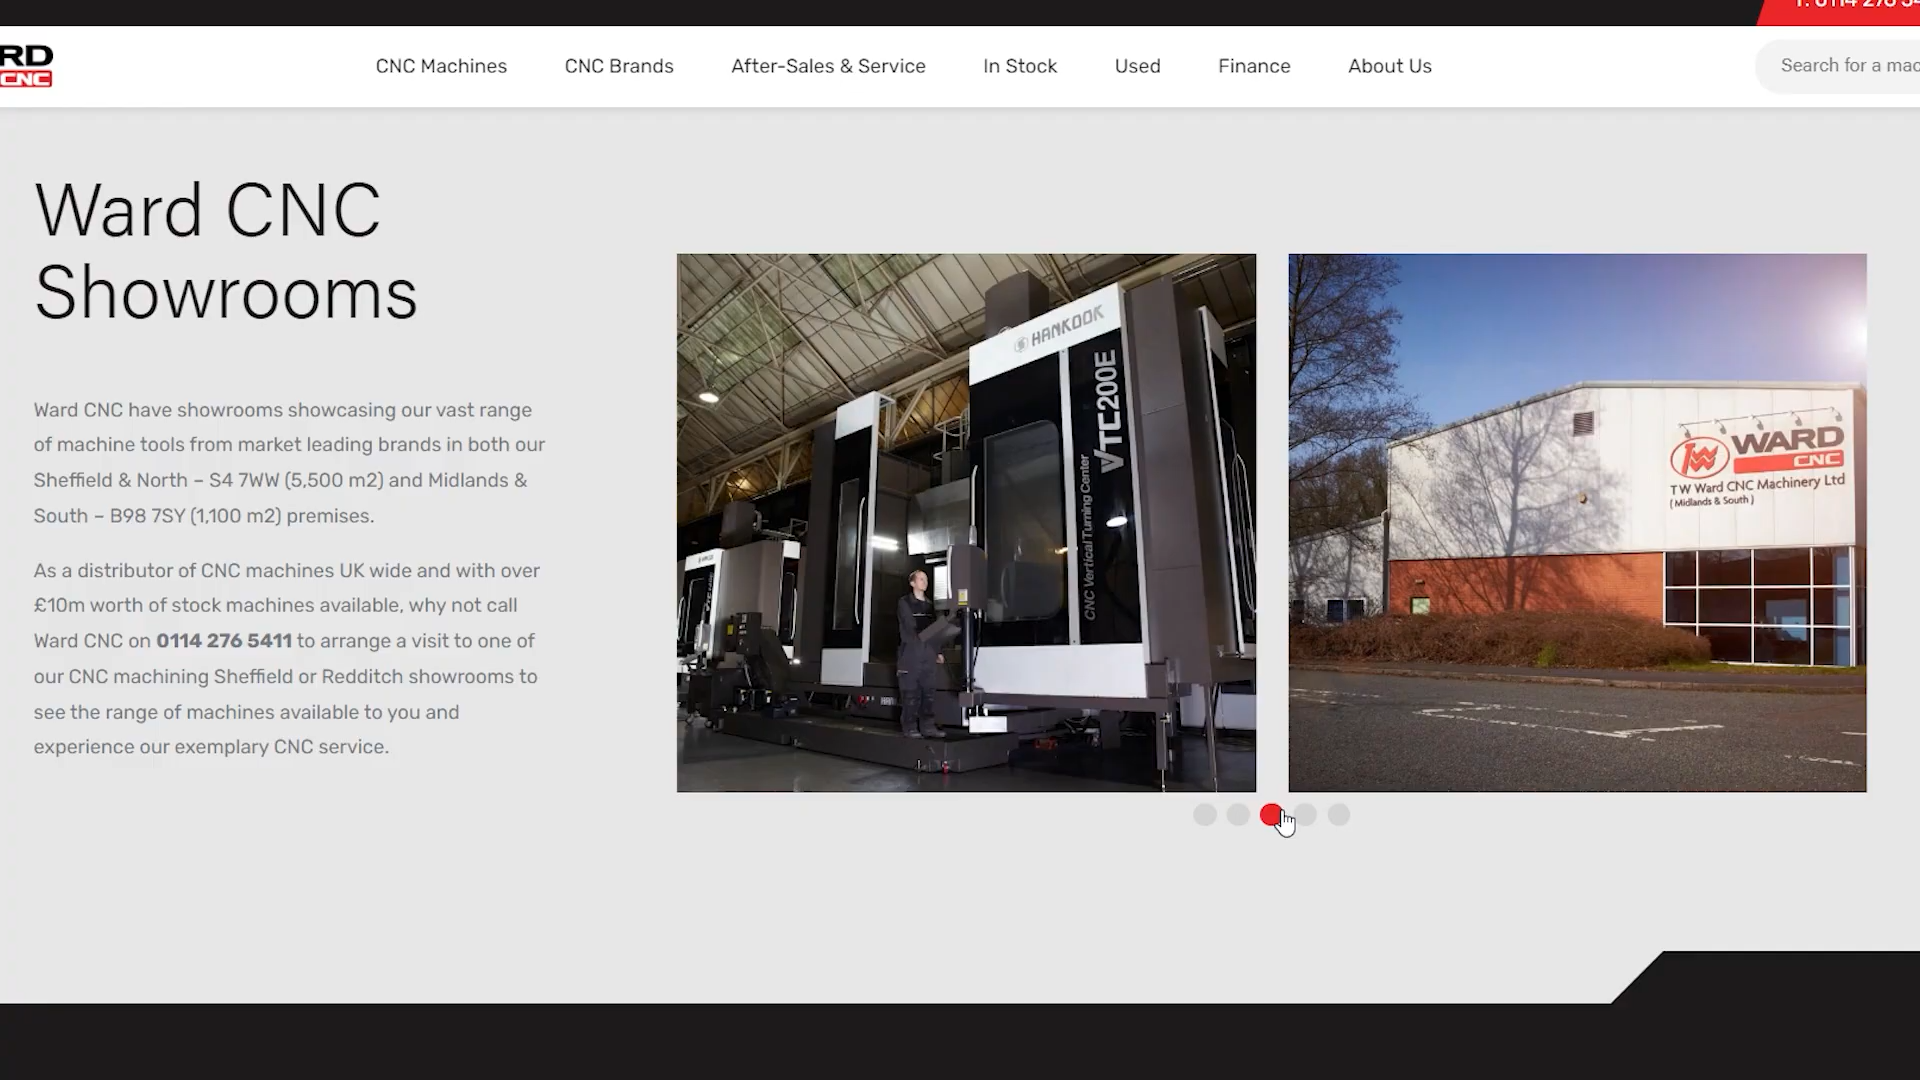 RD
CNC
CNC Machines
CNC Brands
After-Sales & Service
In Stock
Used
Finance
About Us
Ward CNC
Showrooms
Ward CNC have showrooms showcasing our vast range
of machine tools from market leading brands in both our
Sheffield & North – S4 7WW (5,500 m2) and Midlands &
South – B98 7SY (1,100 m2) premises.
As a distributor of CNC machines UK wide and with over
£10m worth of stock machines available, why not call
Ward CNC on 0114 276 5411 to arrange a visit to one of
our CNC machining Sheffield or Redditch showrooms to
see the range of machines available to you and
experience our exemplary CNC service.
HANKOOK
VTC200E
CNC Vertical Turning Center
WARD
CNC
TW Ward CNC Machinery Ltd
(Midlands & South)
Search for a mac